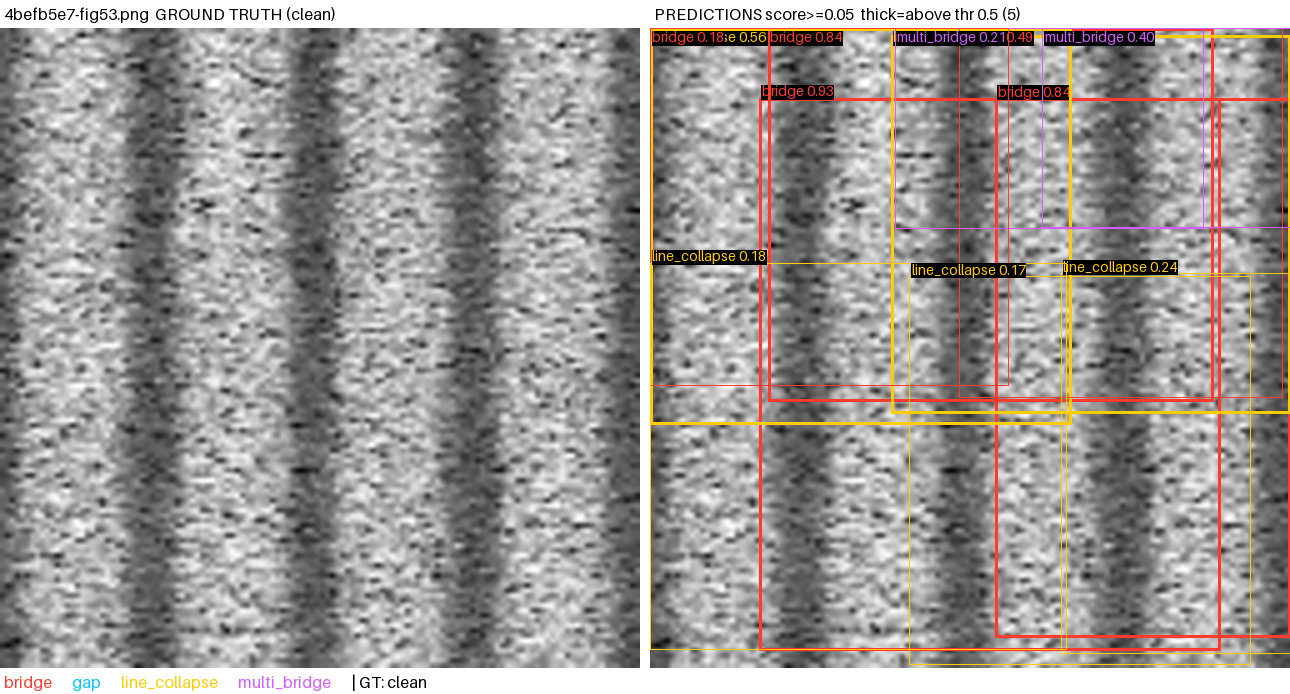 4befb5e7-fig53.png GROUND TRUTH (clean)
PREDICTIONS score>=0.05 thick=above thr 0.5 (5)
bridge 0.18
0.56
bridge 0.84
multi_bridge 0.21
0.49
multi_bridge 0.40
bridge 0.93
bridge 0.84
line_collapse 0.18
line_collapse 0.17
line_collapse 0.24
bridge gap line_collapse multi_bridge | GT: clean